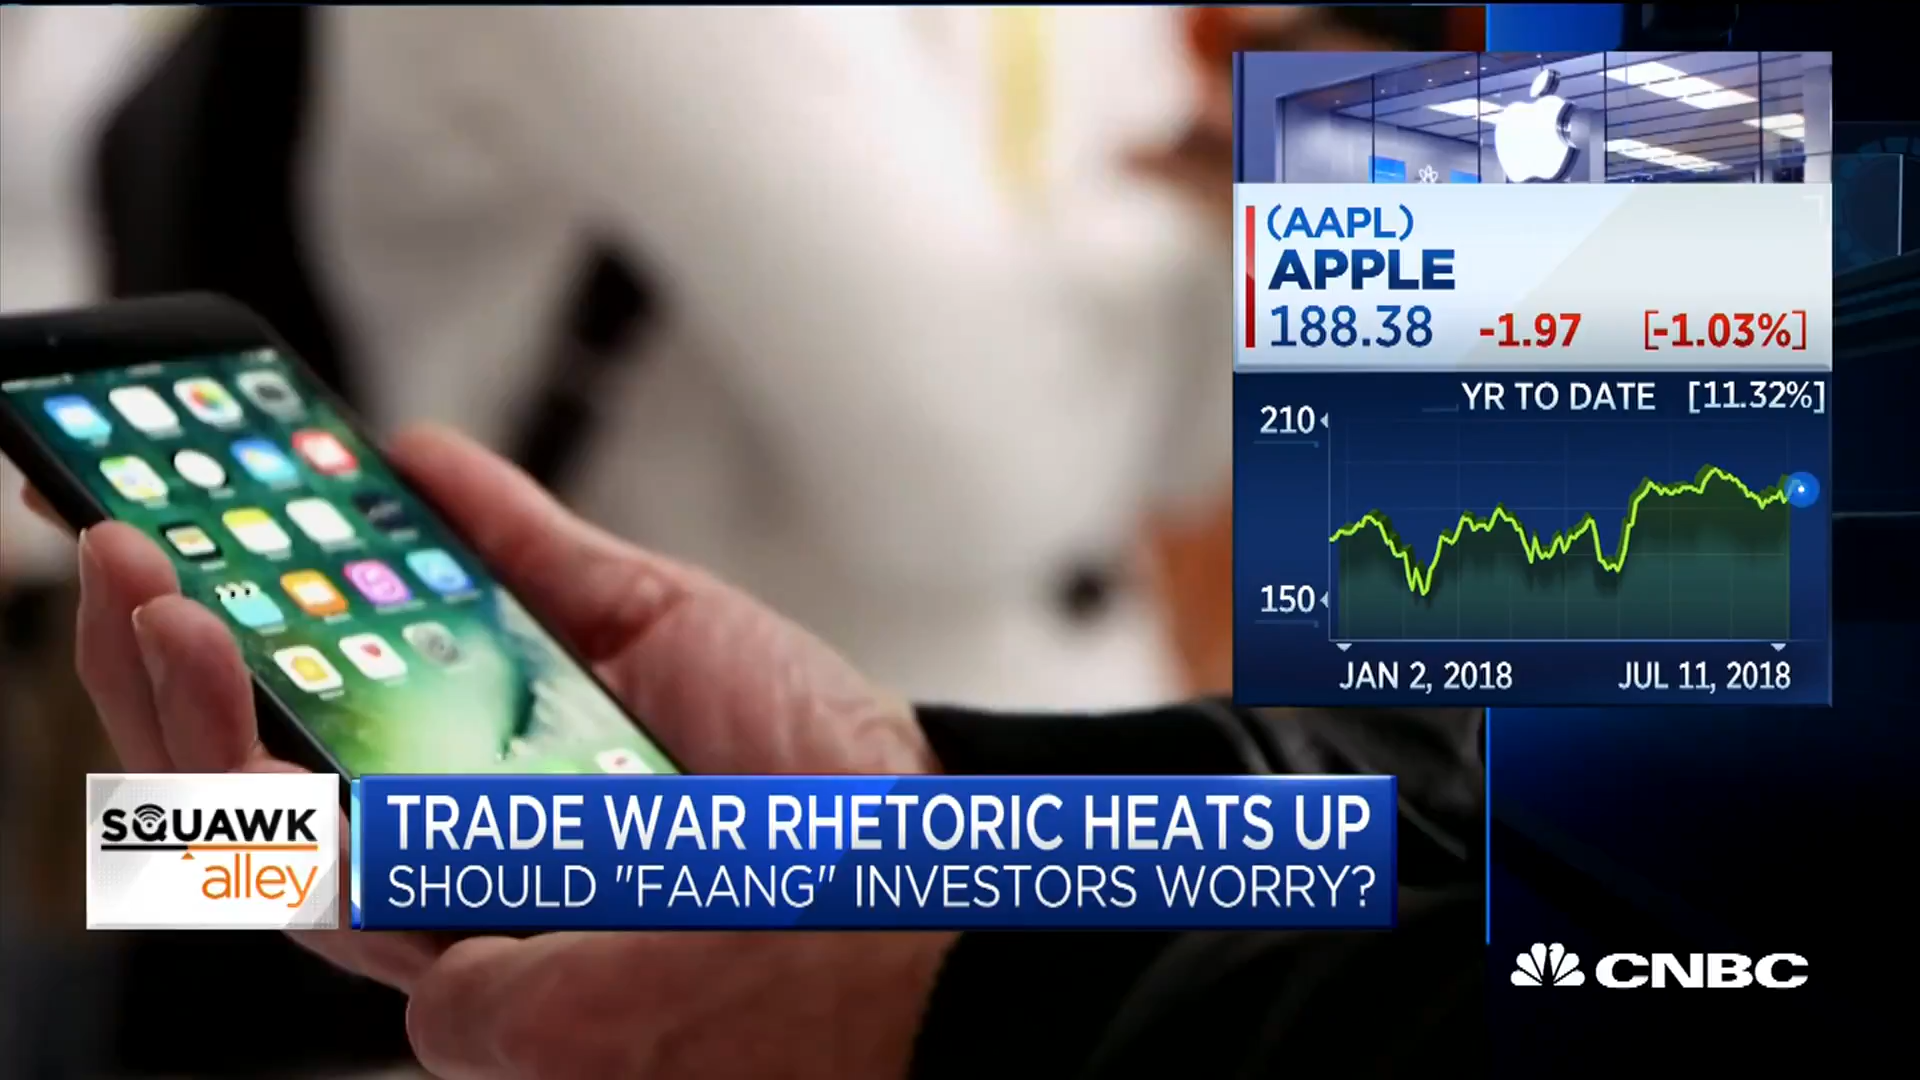 (AAPL)
APPLE
188.38 -1.97 [-1.03%]
YR TO DATE [11.32%]
210
150
JAN 2, 2018 JUL 11, 2018
SQUAWK
alley
TRADE WAR RHETORIC HEATS UP
SHOULD "FAANG" INVESTORS WORRY?
CNBC